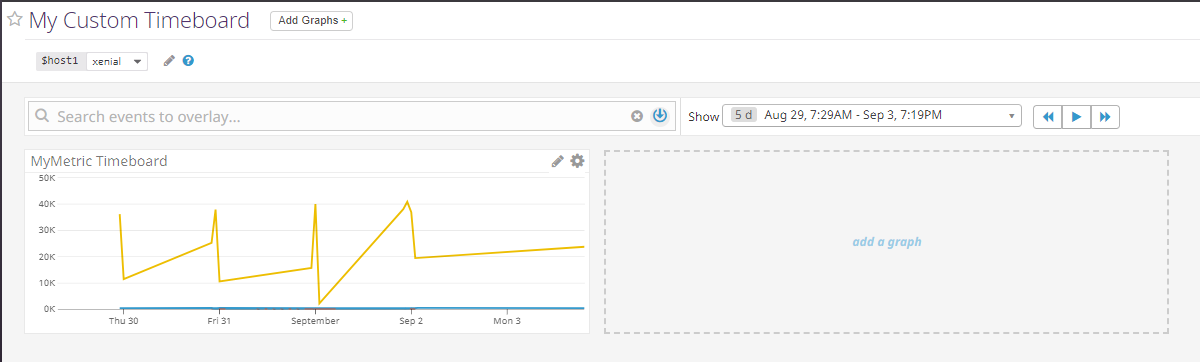 My Custom Timeboard Add Graphs +
$host1 xenial ?
Search events to overlay...
Show 5 d Aug 29, 7:29AM - Sep 3, 7:19PM
MyMetric Timeboard
50K
40K
30K
20K
10K
0K
Thu 30 Fri 31 September Sep 2 Mon 3
add a graph